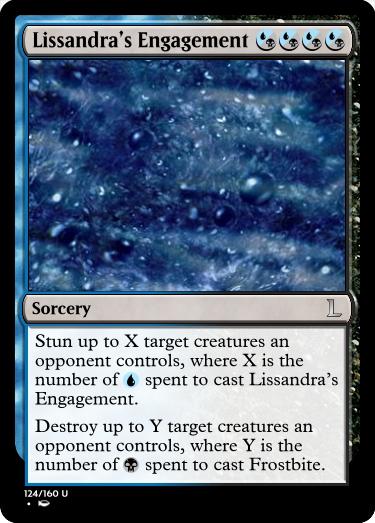 Lissandra's Engagement
Sorcery
L
Stun up to X target creatures an
opponent controls, where X is the
number of spent to cast Lissandra's
Engagement.
Destroy up to Y target creatures an
opponent controls, where Y is the
number of spent to cast Frostbite.
124/160 U